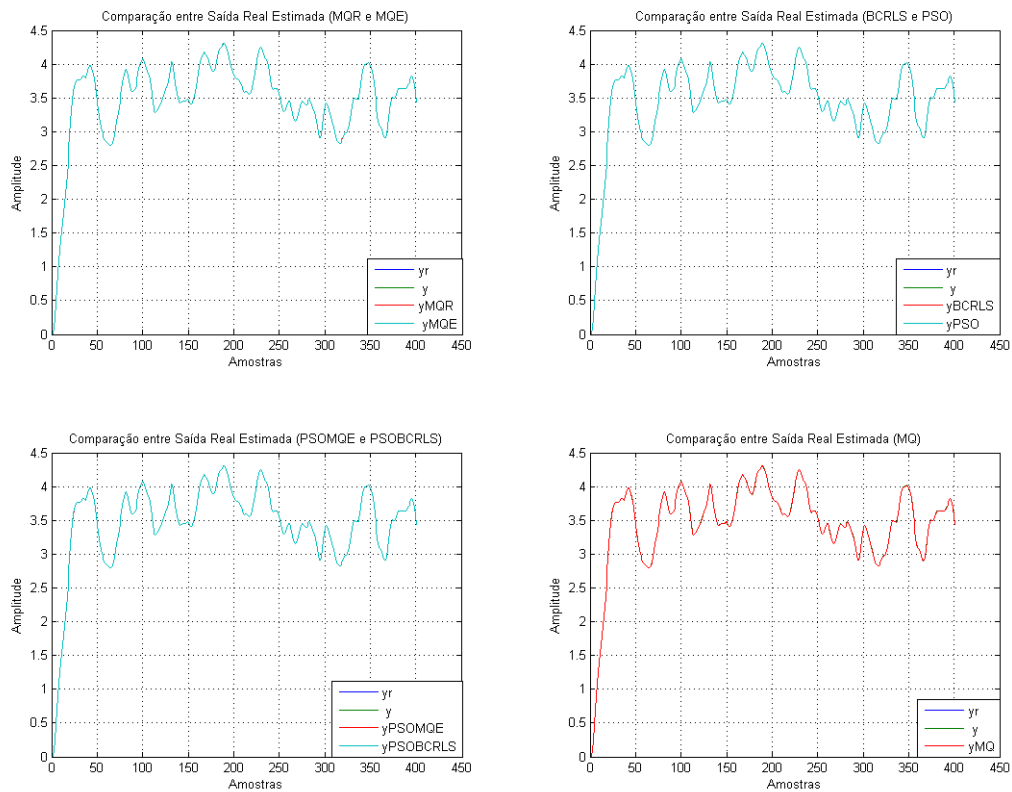 Comparação entre Saída Real Estimada (MQR e MQE)
4.5
4
3.5
3
2.5
2
1.5
1
0.5
0
Amplitude
yr
y
yMQR
yMQE
0 50 100 150 200 250 300 350 400 450
Amostras
Comparação entre Saída Real Estimada (BCRLS e PSO)
4.5
4
3.5
3
2.5
2
1.5
1
0.5
0
Amplitude
yr
y
yBCRLS
yPSO
0 50 100 150 200 250 300 350 400 450
Amostras
Comparação entre Saída Real Estimada (PSOMQE e PSOBCRLS)
4.5
4
3.5
3
2.5
2
1.5
1
0.5
0
Amplitude
yr
y
yPSOMQE
yPSOBCRLS
0 50 100 150 200 250 300 350 400 450
Amostras
Comparação entre Saída Real Estimada (MQ)
4.5
4
3.5
3
2.5
2
1.5
1
0.5
0
Amplitude
yr
y
yMQ
0 50 100 150 200 250 300 350 400 450
Amostras